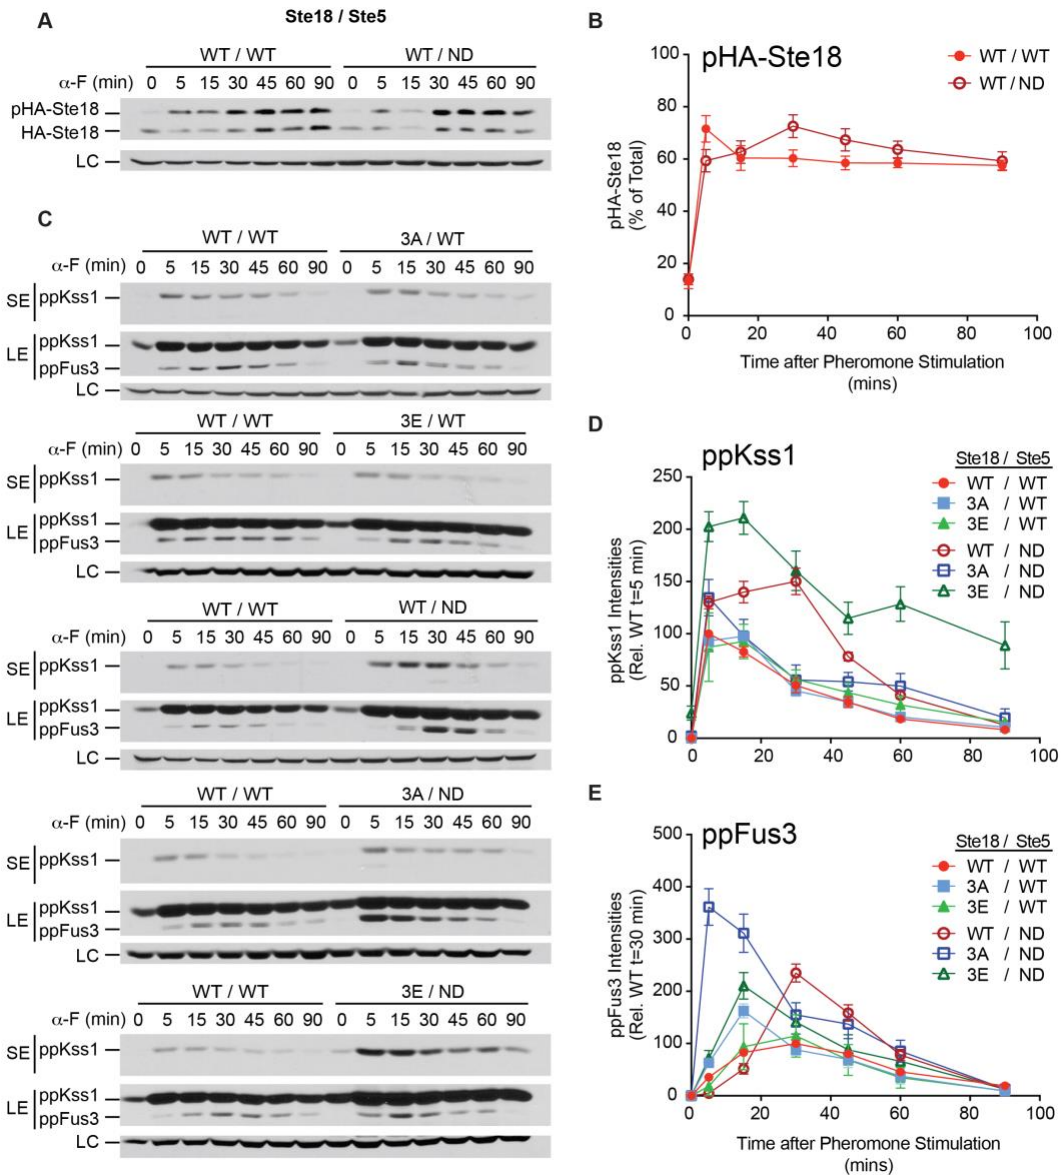 A
Ste18 / Ste5
WT / WT WT / ND
α-F (min) 0 5 15 30 45 60 90 0 5 15 30 45 60 90
pHA-Ste18
HA-Ste18
LC
B
pHA-Ste18
WT / WT
WT / ND
100
80
60
40
20
0
pHA-Ste18
(% of Total)
0 20 40 60 80 100
Time after Pheromone Stimulation
(mins)
C
WT / WT 3A / WT
α-F (min) 0 5 15 30 45 60 90 0 5 15 30 45 60 90
SE ppKss1
LE ppKss1
ppFus3
LC
WT / WT 3E / WT
α-F (min) 0 5 15 30 45 60 90 0 5 15 30 45 60 90
SE ppKss1
LE ppKss1
ppFus3
LC
WT / WT WT / ND
α-F (min) 0 5 15 30 45 60 90 0 5 15 30 45 60 90
SE ppKss1
LE ppKss1
ppFus3
LC
WT / WT 3A / ND
α-F (min) 0 5 15 30 45 60 90 0 5 15 30 45 60 90
SE ppKss1
LE ppKss1
ppFus3
LC
WT / WT 3E / ND
α-F (min) 0 5 15 30 45 60 90 0 5 15 30 45 60 90
SE ppKss1
LE ppKss1
ppFus3
LC
D
ppKss1
Ste18 / Ste5
WT / WT
3A / WT
3E / WT
WT / ND
3A / ND
3E / ND
250
200
150
100
50
0
ppKss1 Intensities
(Rel. WT t=5 min)
0 20 40 60 80 100
E
ppFus3
Ste18 / Ste5
WT / WT
3A / WT
3E / WT
WT / ND
3A / ND
3E / ND
500
400
300
200
100
0
ppFus3 Intensities
(Rel. WT t=30 min)
0 20 40 60 80 100
Time after Pheromone Stimulation
(mins)